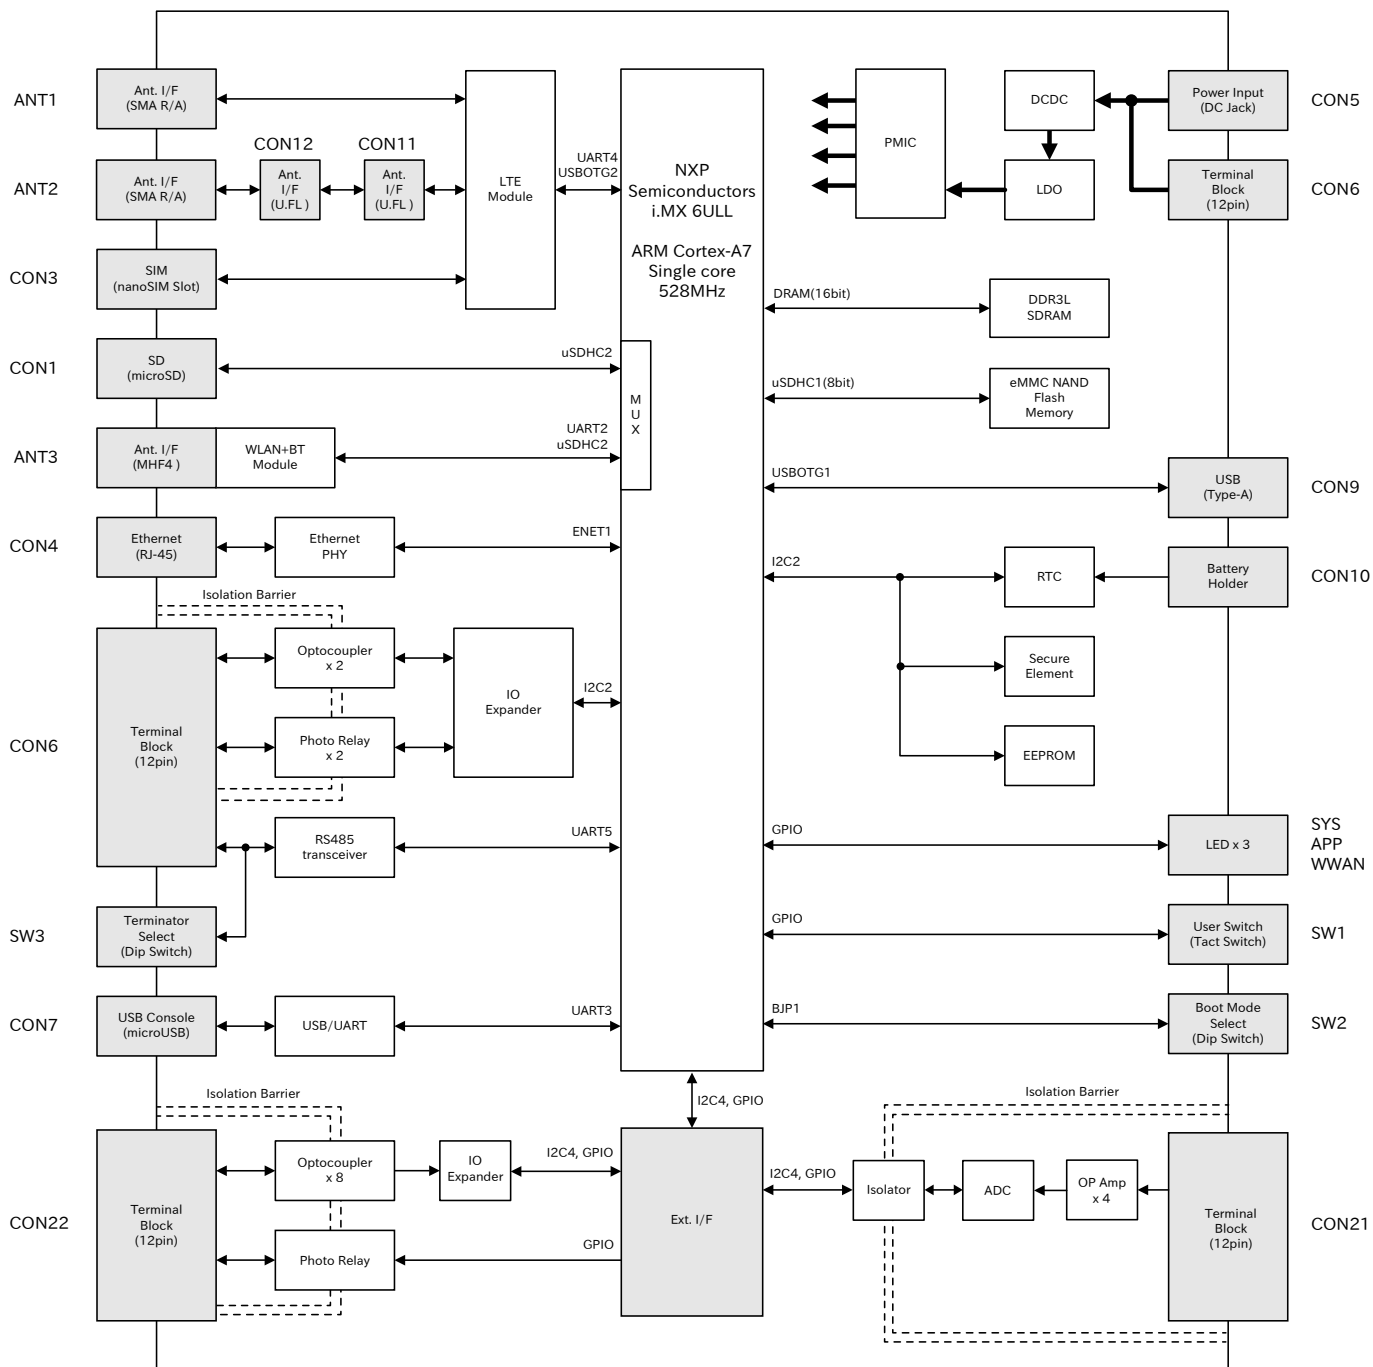 ANT1
Ant. I/F
(SMA R/A)
CON12
CON11
ANT2
Ant. I/F
(SMA R/A)
Ant.
I/F
(U.FL )
Ant.
I/F
(U.FL )
LTE
Module
UART4
USBOTG2
CON3
SIM
(nanoSIM Slot)
CON1
SD
(microSD)
uSDHC2
M
U
X
ANT3
Ant. I/F
(MHF4 )
WLAN+BT
Module
UART2
uSDHC2
CON4
Ethernet
(RJ-45)
Ethernet
PHY
ENET1
Isolation Barrier
CON6
Terminal
Block
(12pin)
Optocoupler
x 2
Photo Relay
x 2
IO
Expander
I2C2
RS485
transceiver
UART5
SW3
Terminator
Select
(Dip Switch)
CON7
USB Console
(microUSB)
USB/UART
UART3
NXP
Semiconductors
i.MX 6ULL
ARM Cortex-A7
Single core
528MHz
PMIC
DCDC
LDO
Power Input
(DC Jack)
CON5
Terminal
Block
(12pin)
CON6
DRAM(16bit)
DDR3L
SDRAM
uSDHC1(8bit)
eMMC NAND
Flash
Memory
USBOTG1
USB
(Type-A)
CON9
I2C2
RTC
Battery
Holder
CON10
Secure
Element
EEPROM
GPIO
LED x 3
SYS
APP
WWAN
GPIO
User Switch
(Tact Switch)
SW1
BJP1
Boot Mode
Select
(Dip Switch)
SW2
I2C4, GPIO
Isolation Barrier
CON22
Terminal
Block
(12pin)
Optocoupler
x 8
IO
Expander
I2C4, GPIO
Photo Relay
GPIO
Ext. I/F
Isolation Barrier
I2C4, GPIO
Isolator
ADC
OP Amp
x 4
Terminal
Block
(12pin)
CON21